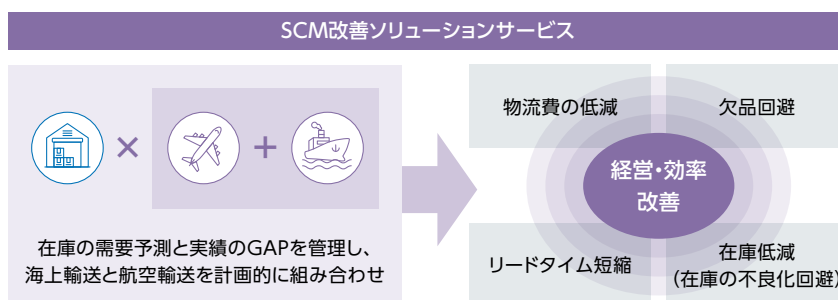 SCM改善ソリューションサービス
在庫の需要予測と実績のGAPを管理し、
海上輸送と航空輸送を計画的に組み合わせ
物流費の低減
欠品回避
経営・効率
改善
リードタイム短縮
在庫低減
(在庫の不良化回避)